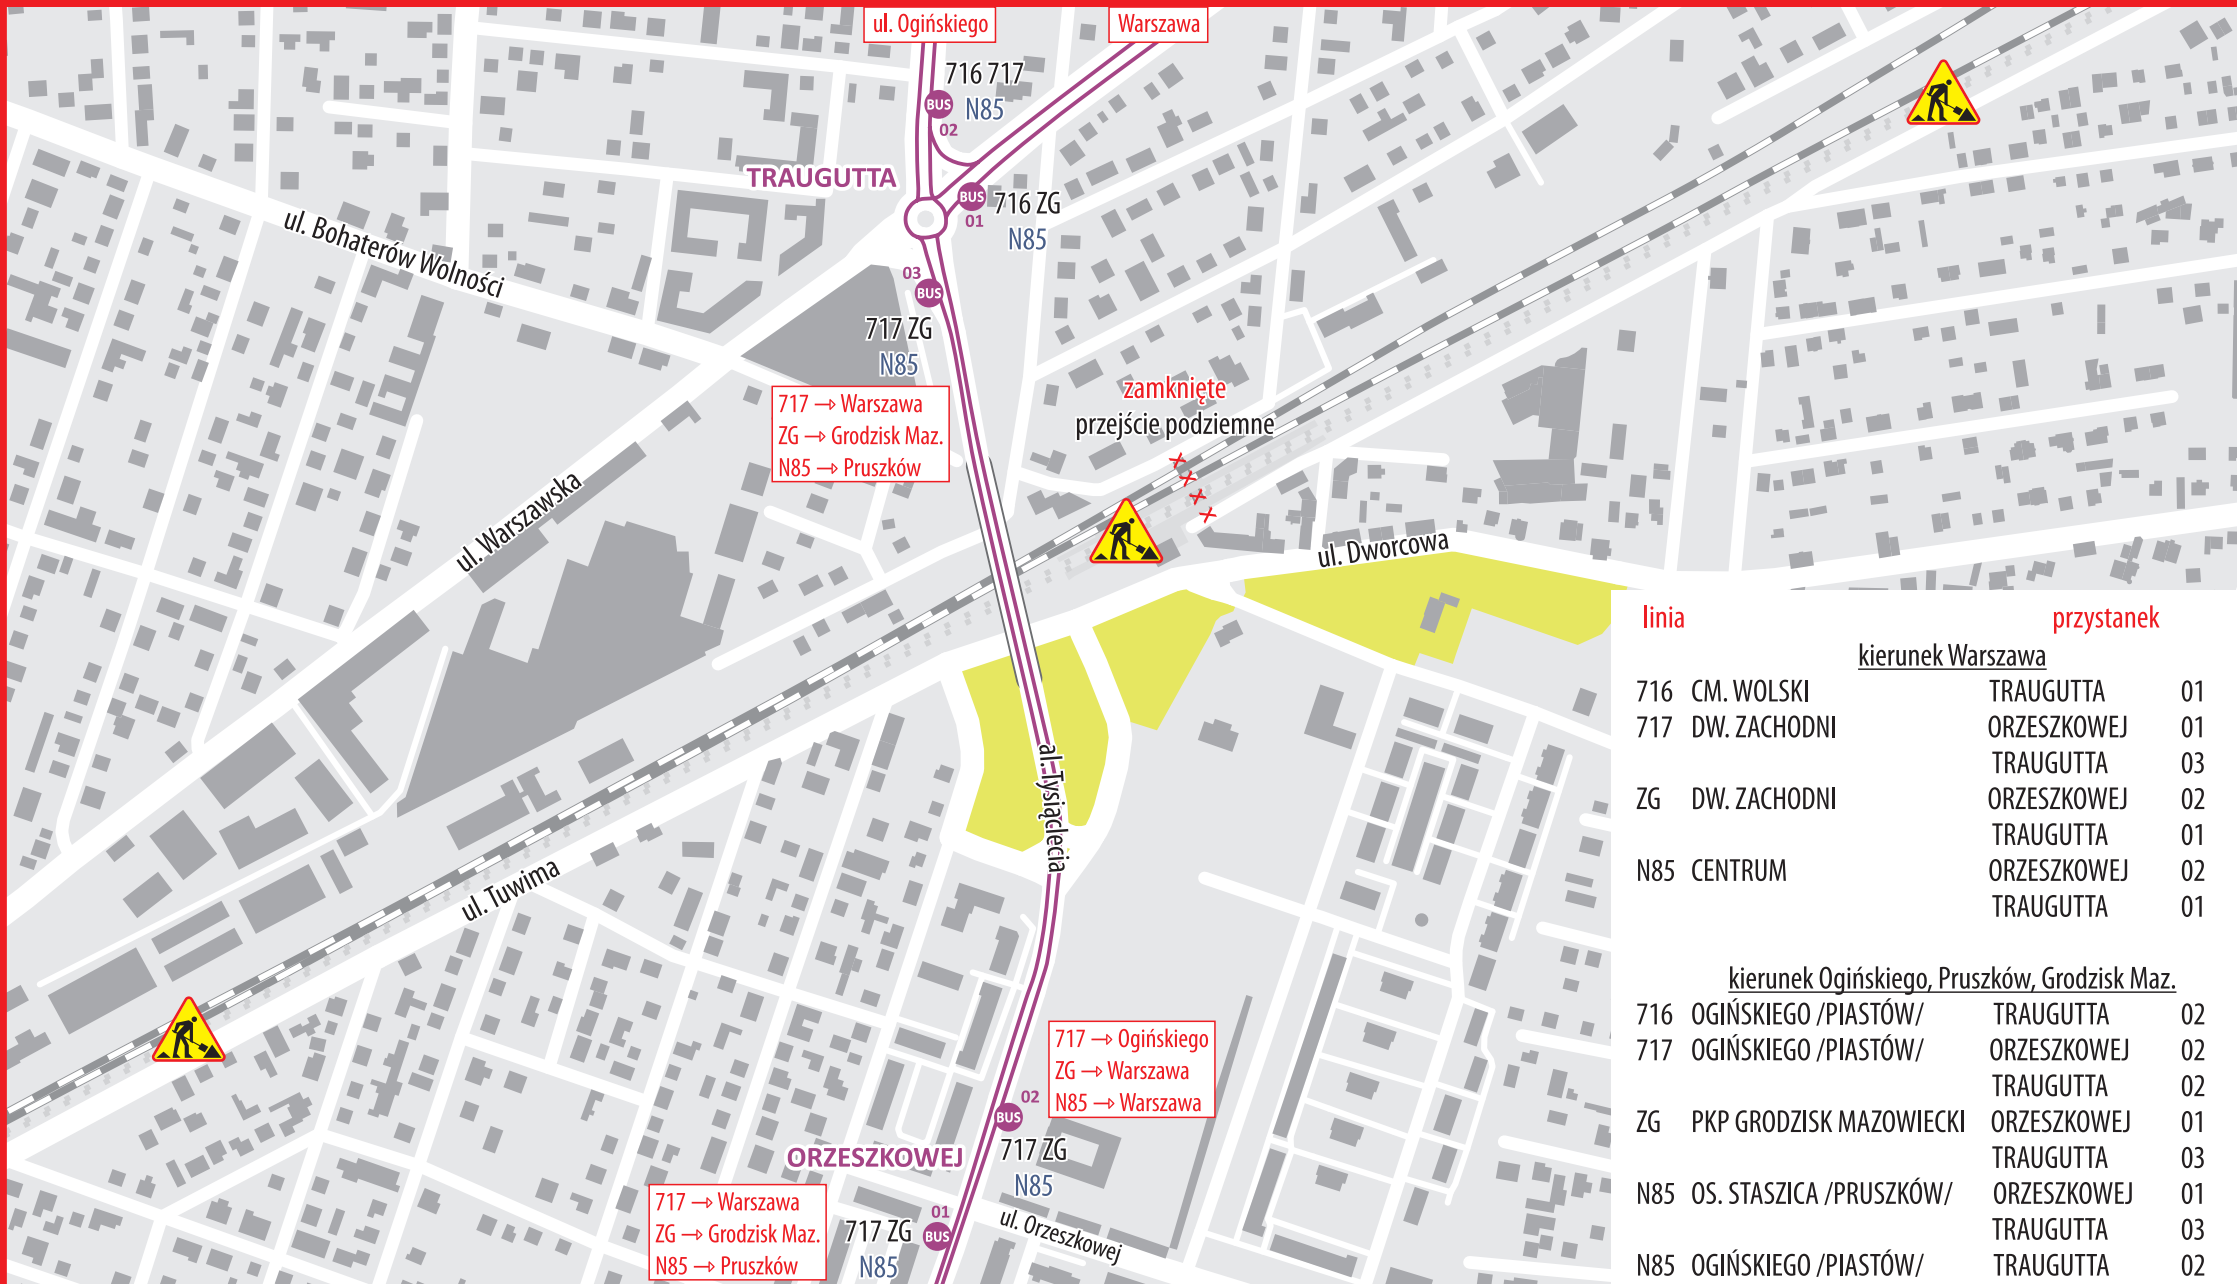 ul. Ogińskiego
Warszawa
716 717
N85
BUS
02
TRAUGUTTA
BUS
01
716 ZG
N85
ul. Bohaterów Wolności
03
BUS
717 ZG
N85
717 → Warszawa
ZG → Grodzisk Maz.
N85 → Pruszków
zamknięte
przejście podziemne
ul. Warszawska
ul. Dworcowa
al. Tysiąclecia
ul. Tuwima
717 → Ogińskiego
ZG → Warszawa
N85 → Warszawa
02
BUS
717 ZG
N85
ORZESZKOWEJ
717 → Warszawa
ZG → Grodzisk Maz.
N85 → Pruszków
01
BUS
717 ZG
N85
ul. Orzeszkowej
linia przystanek
kierunek Warszawa
716 CM. WOLSKI TRAUGUTTA 01
717 DW. ZACHODNI ORZESZKOWEJ 01
TRAUGUTTA 03
ZG DW. ZACHODNI ORZESZKOWEJ 02
TRAUGUTTA 01
N85 CENTRUM ORZESZKOWEJ 02
TRAUGUTTA 01
kierunek Ogińskiego, Pruszków, Grodzisk Maz.
716 OGIŃSKIEGO /PIASTÓW/ TRAUGUTTA 02
717 OGIŃSKIEGO /PIASTÓW/ ORZESZKOWEJ 02
TRAUGUTTA 02
ZG PKP GRODZISK MAZOWIECKI ORZESZKOWEJ 01
TRAUGUTTA 03
N85 OS. STASZICA /PRUSZKÓW/ ORZESZKOWEJ 01
TRAUGUTTA 03
N85 OGIŃSKIEGO /PIASTÓW/ TRAUGUTTA 02